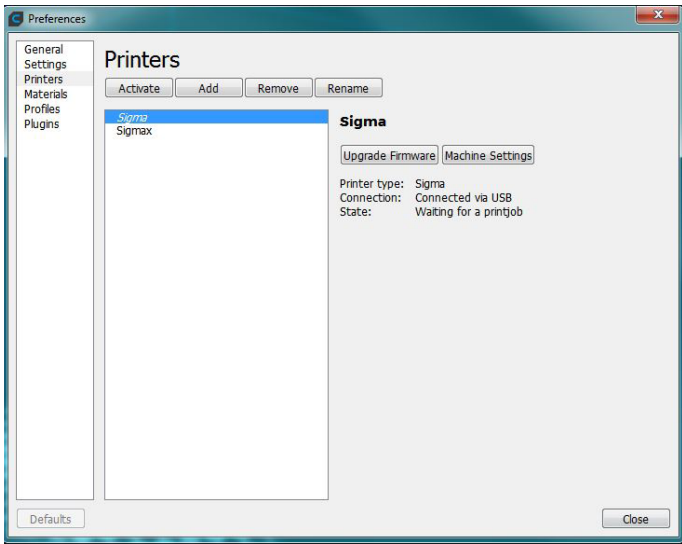 Preferences
General
Settings
Printers
Materials
Profiles
Plugins
Printers
Activate Add Remove Rename
Sigma
Sigmax
Sigma
Upgrade Firmware Machine Settings
Printer type: Sigma
Connection: Connected via USB
State: Waiting for a printjob
Defaults
Close